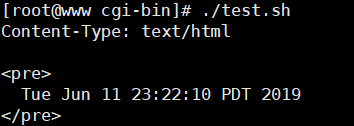 [root@www cgi-bin]# ./test.sh
Content-Type: text/html

<pre>
  Tue Jun 11 23:22:10 PDT 2019
</pre>